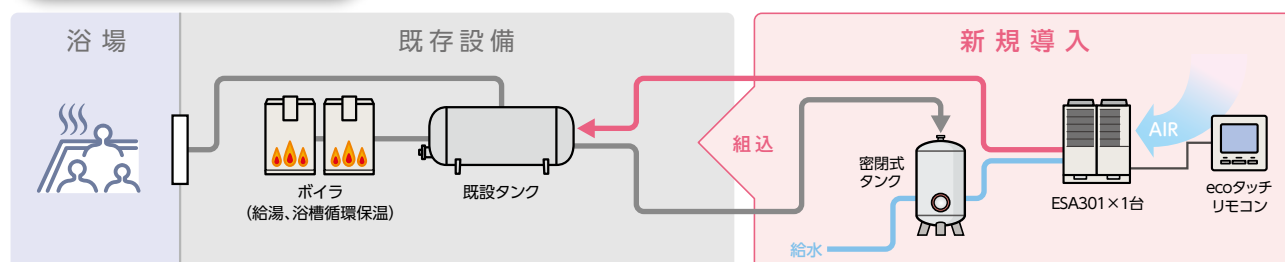 浴場
既存設備
新規導入
組込
AIR
ボイラ
（給湯、浴槽循環保温）
既設タンク
密閉式
タンク
給水
ESA301×1台
ecoタッチ
リモコン